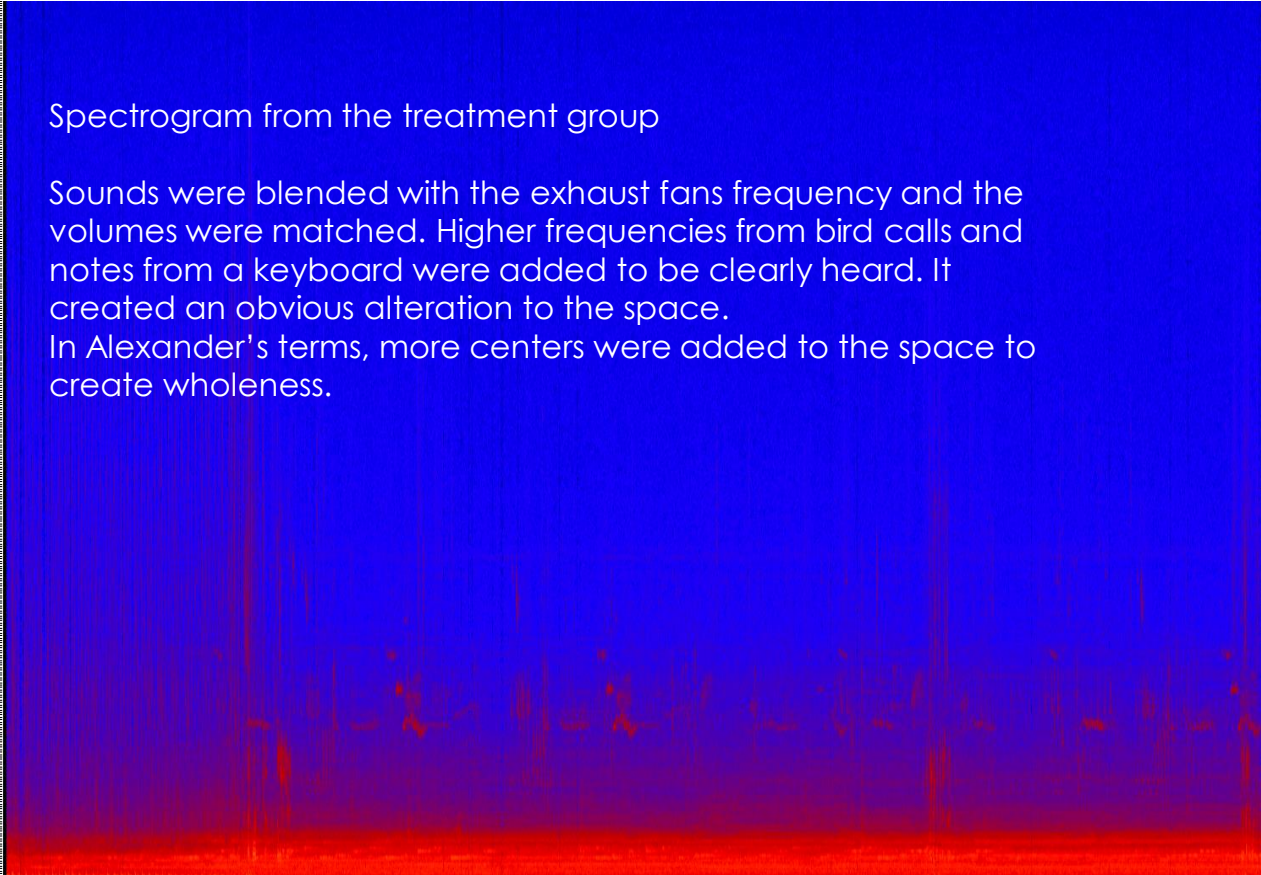 Spectrogram from the treatment group
Sounds were blended with the exhaust fans frequency and the
volumes were matched. Higher frequencies from bird calls and
notes from a keyboard were added to be clearly heard. It
created an obvious alteration to the space.
In Alexander’s terms, more centers were added to the space to
create wholeness.